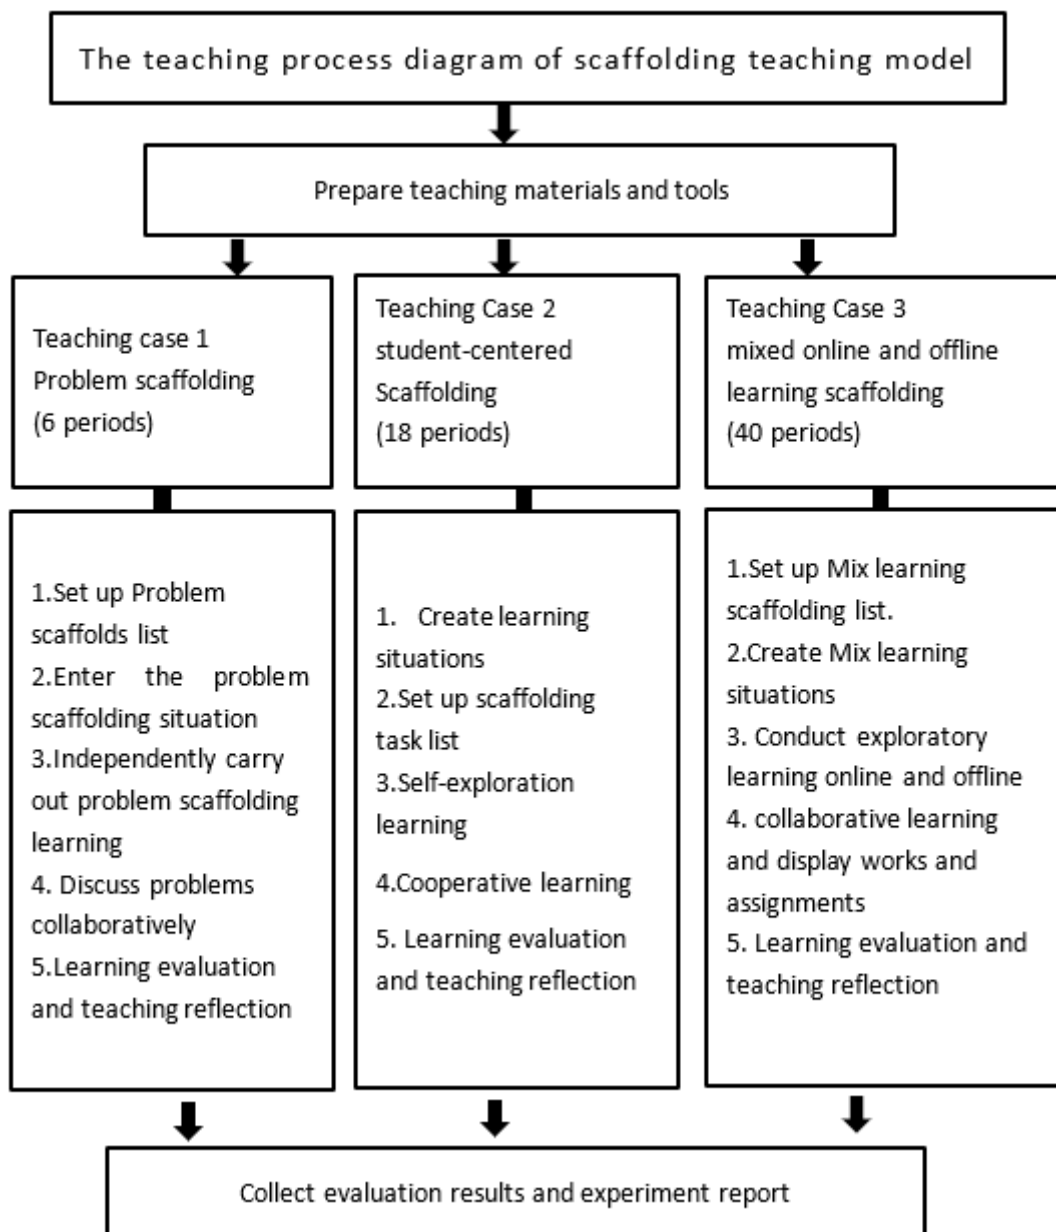 The teaching process diagram of scaffolding teaching model
Prepare teaching materials and tools
Teaching case 1
Problem scaffolding
(6 periods)
Teaching Case 2
student-centered
Scaffolding
(18 periods)
Teaching Case 3
mixed online and offline
learning scaffolding
(40 periods)
1.Set up Problem
scaffolds list
2.Enter the problem
scaffolding situation
3.Independently carry
out problem scaffolding
learning
4. Discuss problems
collaboratively
5.Learning evaluation
and teaching reflection
1. Create learning
situations
2.Set up scaffolding
task list
3.Self-exploration
learning
4.Cooperative learning
5. Learning evaluation
and teaching reflection
1.Set up Mix learning
scaffolding list.
2.Create Mix learning
situations
3. Conduct exploratory
learning online and offline
4. collaborative learning
and display works and
assignments
5. Learning evaluation and
teaching reflection
Collect evaluation results and experiment report